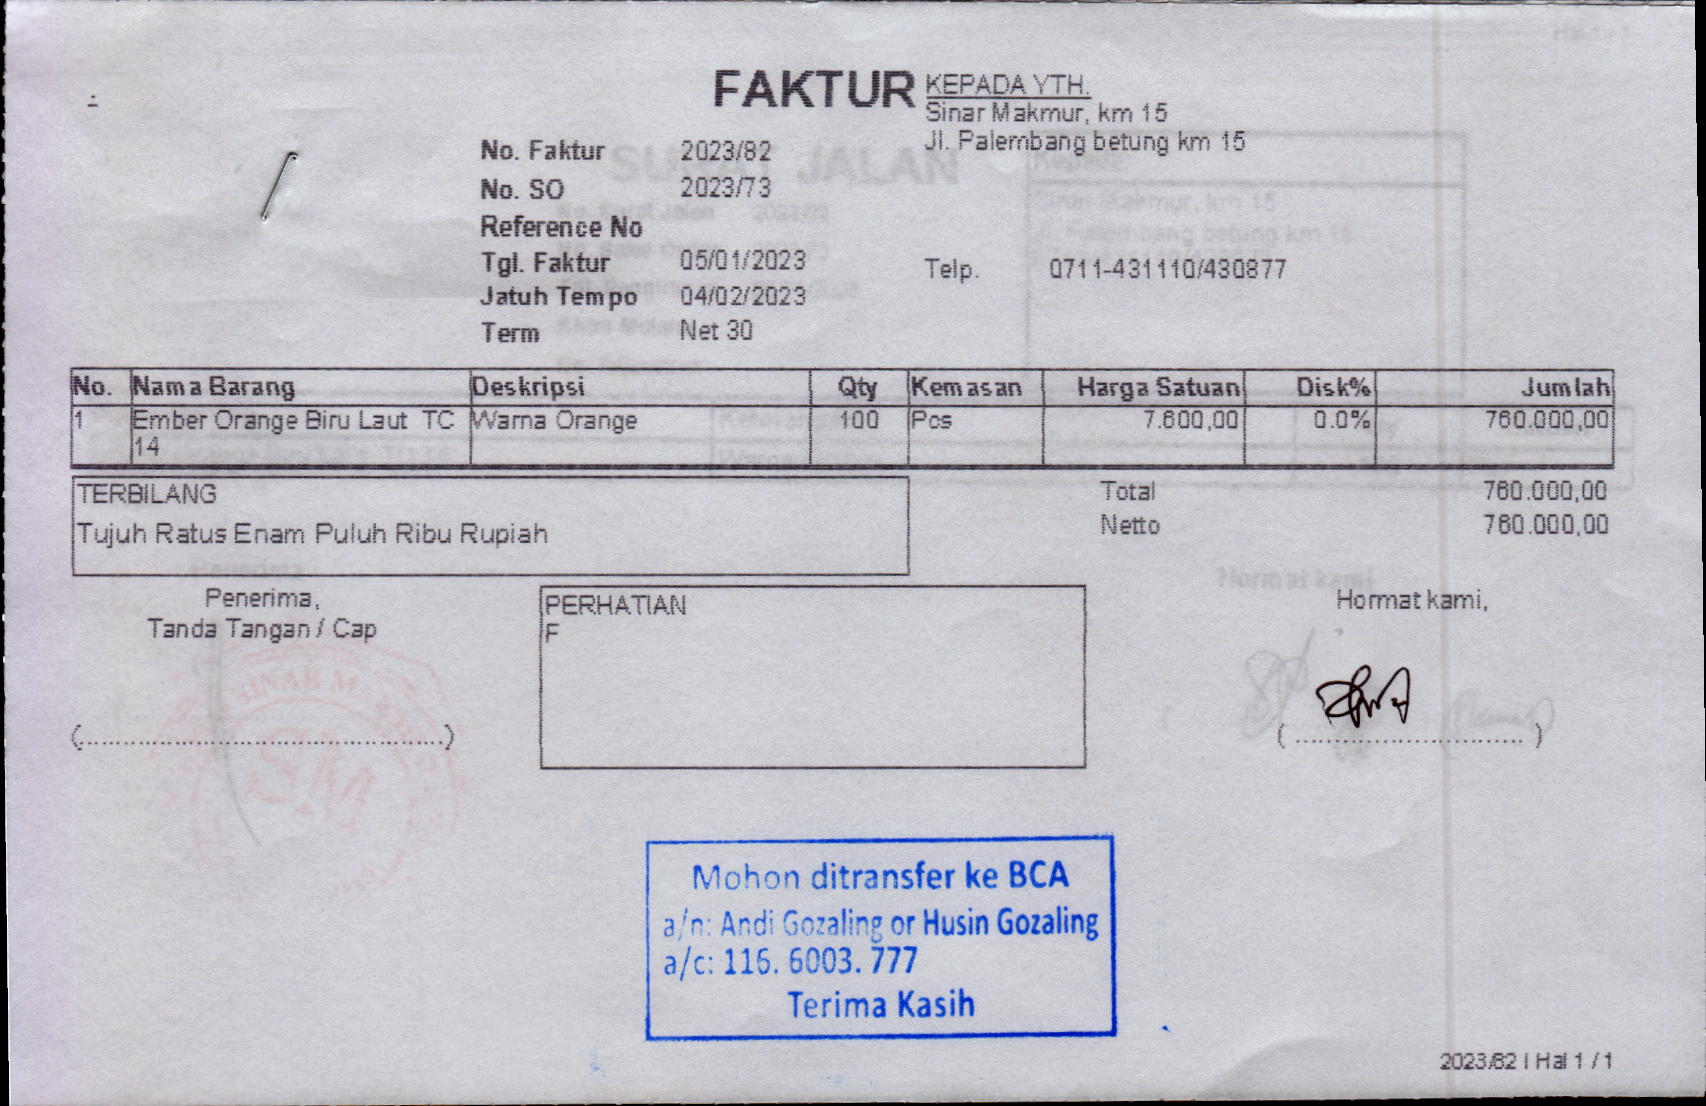 FAKTUR
KEPADA YTH.
Sinar Makmur, km 15
Jl. Palembang betung km 15
No. Faktur 2023/82
No. SO 2023/73
Reference No
Tgl. Faktur 05/01/2023
Telp. 0711-431110/430877
Jatuh Tempo 04/02/2023
Term Net 30
No. Nama Barang Deskripsi Qty Kemasan Harga Satuan Disk% Jumlah
1 Ember Orange Biru Laut TC Warna Orange 100 Pcs 7.600,00 0.0% 760.000,00
14
TERBILANG
Tujuh Ratus Enam Puluh Ribu Rupiah
Total 760.000,00
Netto 760.000,00
Penerima,
Tanda Tangan / Cap
PERHATIAN
F
Hormat kami,
Mohon ditransfer ke BCA
a/n: Andi Gozaling or Husin Gozaling
a/c: 116. 6003. 777
Terima Kasih
2023/82 | Hal 1 / 1